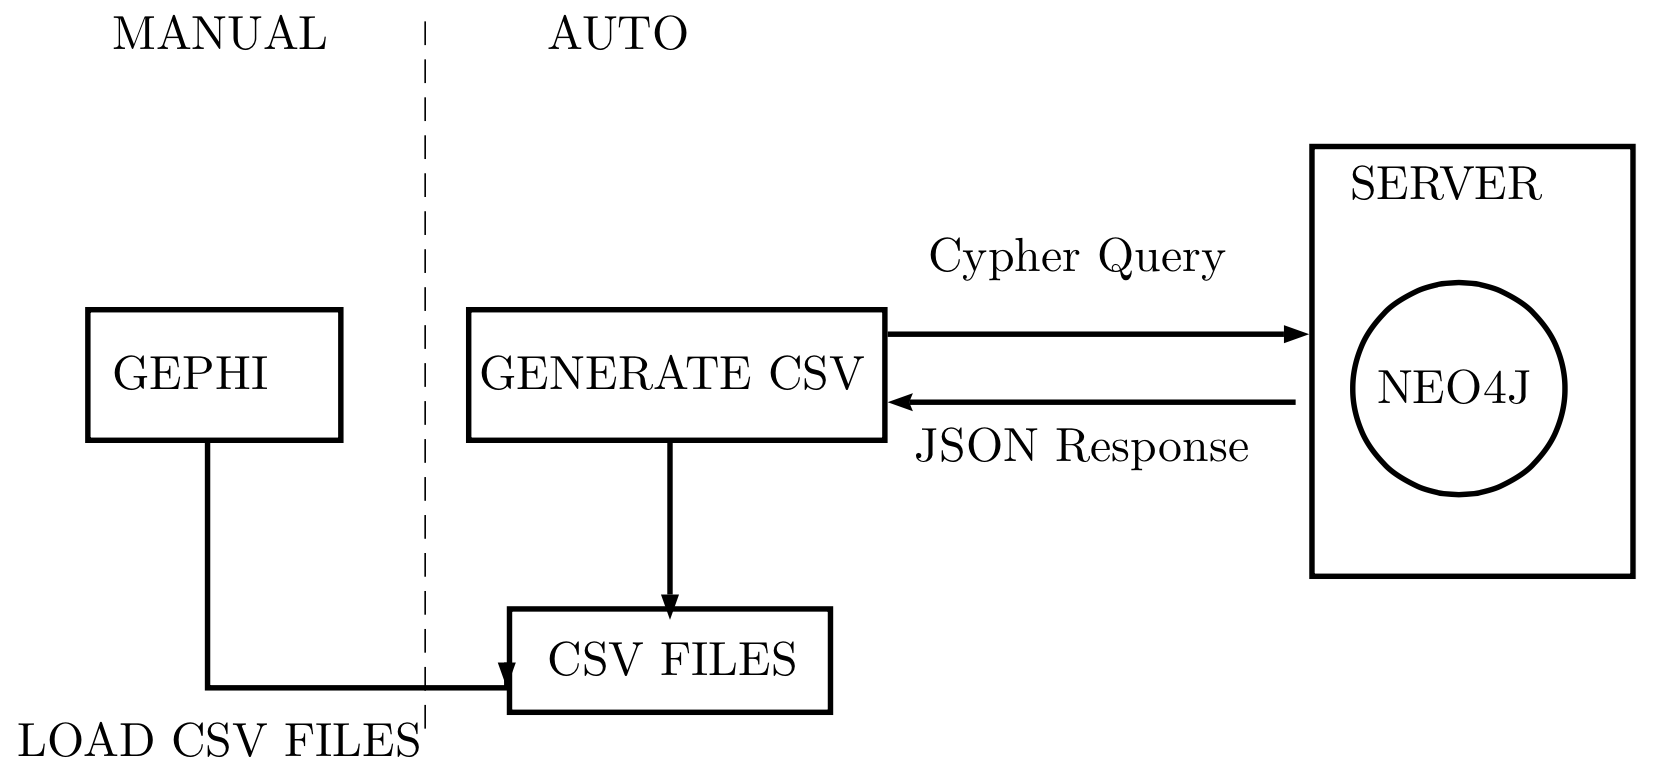 MANUAL
AUTO
SERVER
Cypher Query
GEPHI
GENERATE CSV
NEO4J
JSON Response
CSV FILES
LOAD CSV FILES